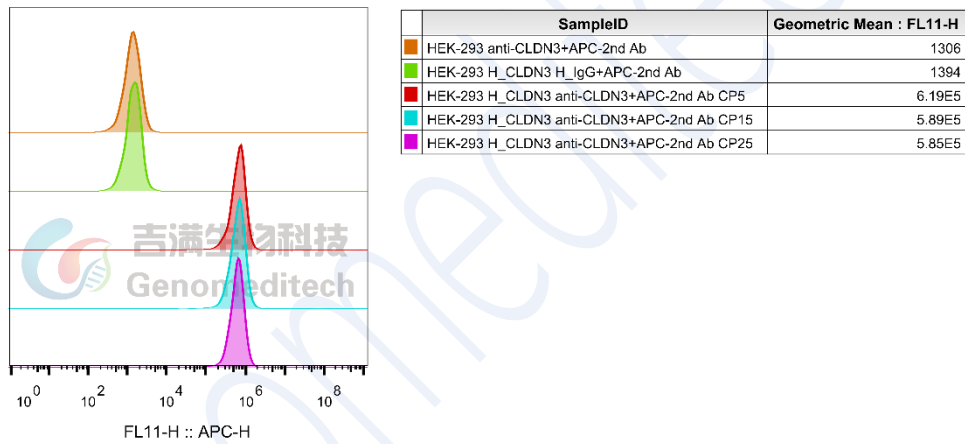 SampleID Geometric Mean : FL11-H
HEK-293 anti-CLDN3+APC-2nd Ab 1306
HEK-293 H_CLDN3 H_IgG+APC-2nd Ab 1394
HEK-293 H_CLDN3 anti-CLDN3+APC-2nd Ab CP5 6.19E5
HEK-293 H_CLDN3 anti-CLDN3+APC-2nd Ab CP15 5.89E5
HEK-293 H_CLDN3 anti-CLDN3+APC-2nd Ab CP25 5.85E5
吉满生物科技
Genomeditech
10^0 10^2 10^4 10^6 10^8
FL11-H :: APC-H
omedite